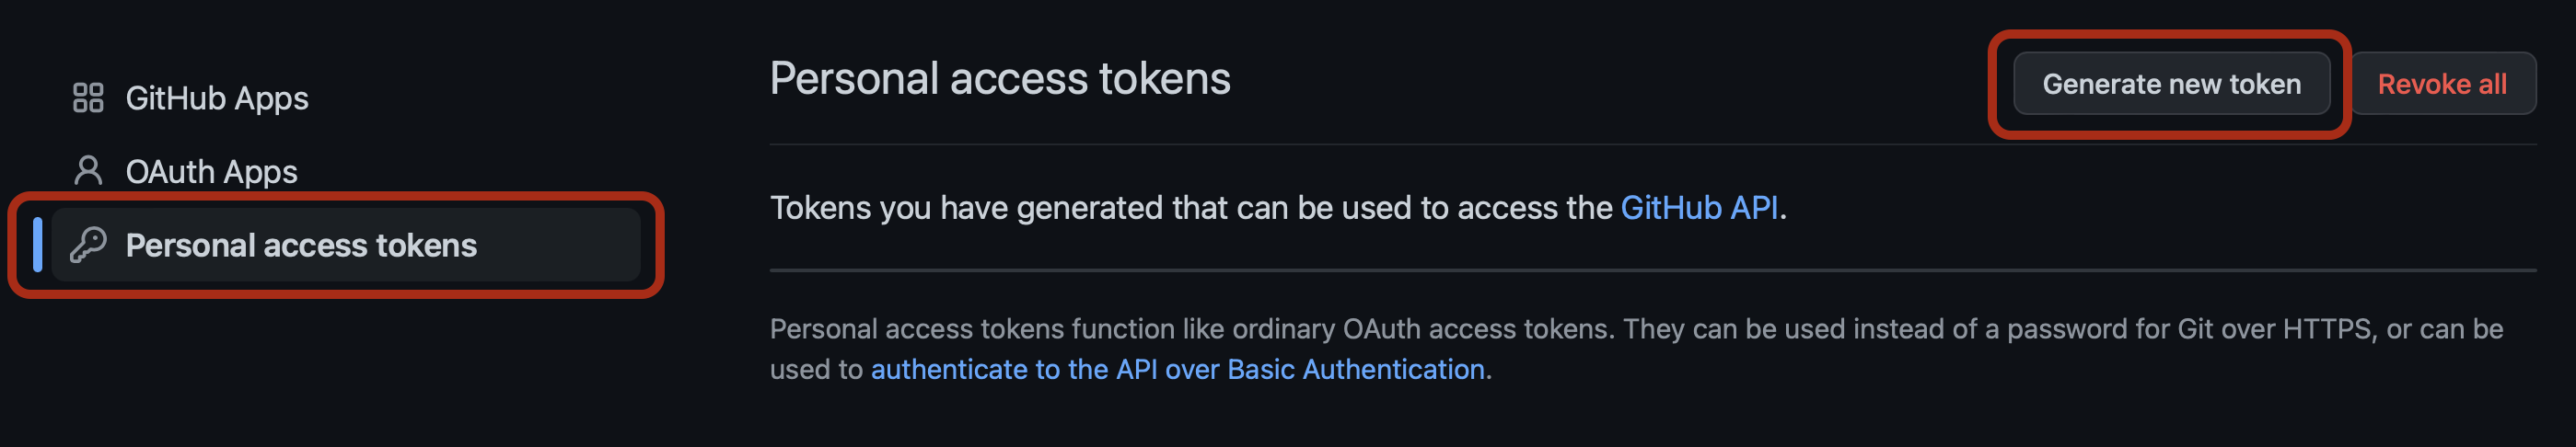 GitHub Apps
OAuth Apps
Personal access tokens
Personal access tokens
Generate new token
Revoke all
Tokens you have generated that can be used to access the GitHub API.
Personal access tokens function like ordinary OAuth access tokens. They can be used instead of a password for Git over HTTPS, or can be
used to authenticate to the API over Basic Authentication.